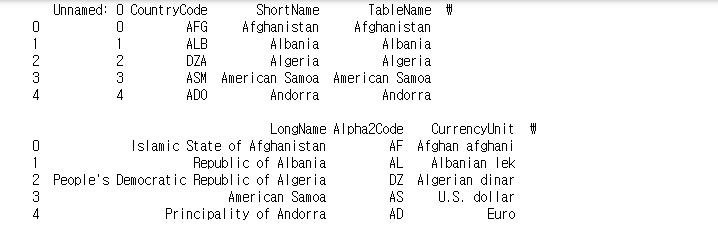 Unnamed: 0 CountryCode ShortName TableName ₩
0 0 AFG Afghanistan Afghanistan
1 1 ALB Albania Albania
2 2 DZA Algeria Algeria
3 3 ASM American Samoa American Samoa
4 4 ADO Andorra Andorra
LongName Alpha2Code CurrencyUnit ₩
0 Islamic State of Afghanistan AF Afghan afghani
1 Republic of Albania AL Albanian lek
2 People's Democratic Republic of Algeria DZ Algerian dinar
3 American Samoa AS U.S. dollar
4 Principality of Andorra AD Euro